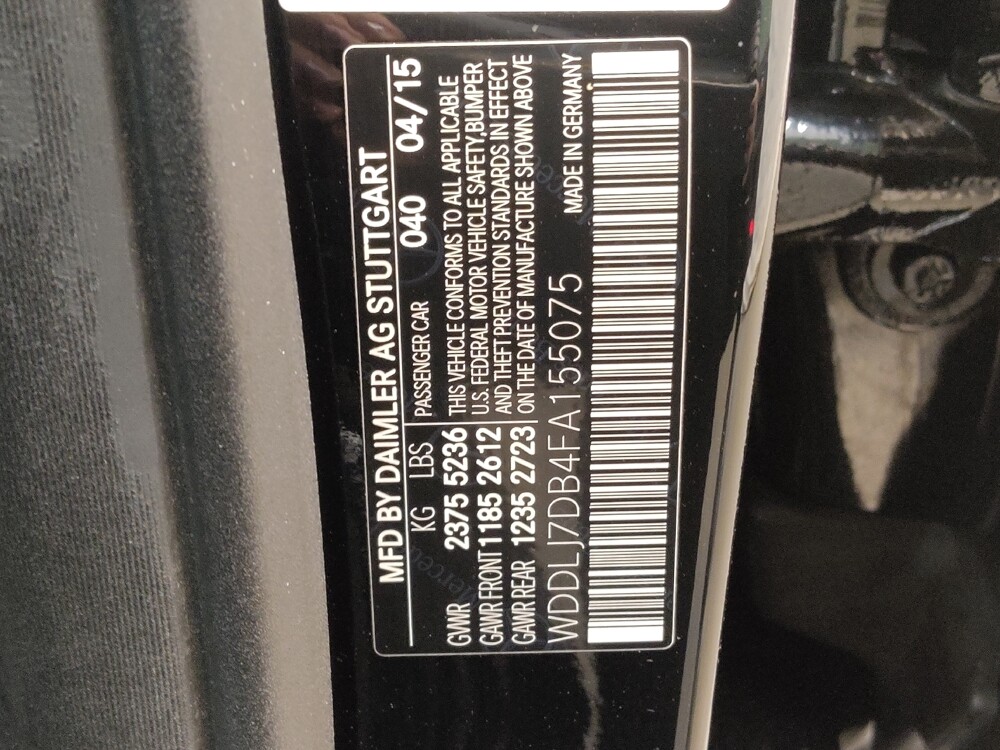 MFD BY DAIMLER AG STUTTGART
KG LBS PASSENGER CAR 040 04/15
GVWR 2375 5236 THIS VEHICLE CONFORMS TO ALL APPLICABLE
GAWR FRONT 1185 2612 U.S. FEDERAL MOTOR VEHICLE SAFETY,BUMPER
AND THEFT PREVENTION STANDARDS IN EFFECT
GAWR REAR 1235 2723 ON THE DATE OF MANUFACTURE SHOWN ABOVE
WDDLJ7DB4FA155075 MADE IN GERMANY